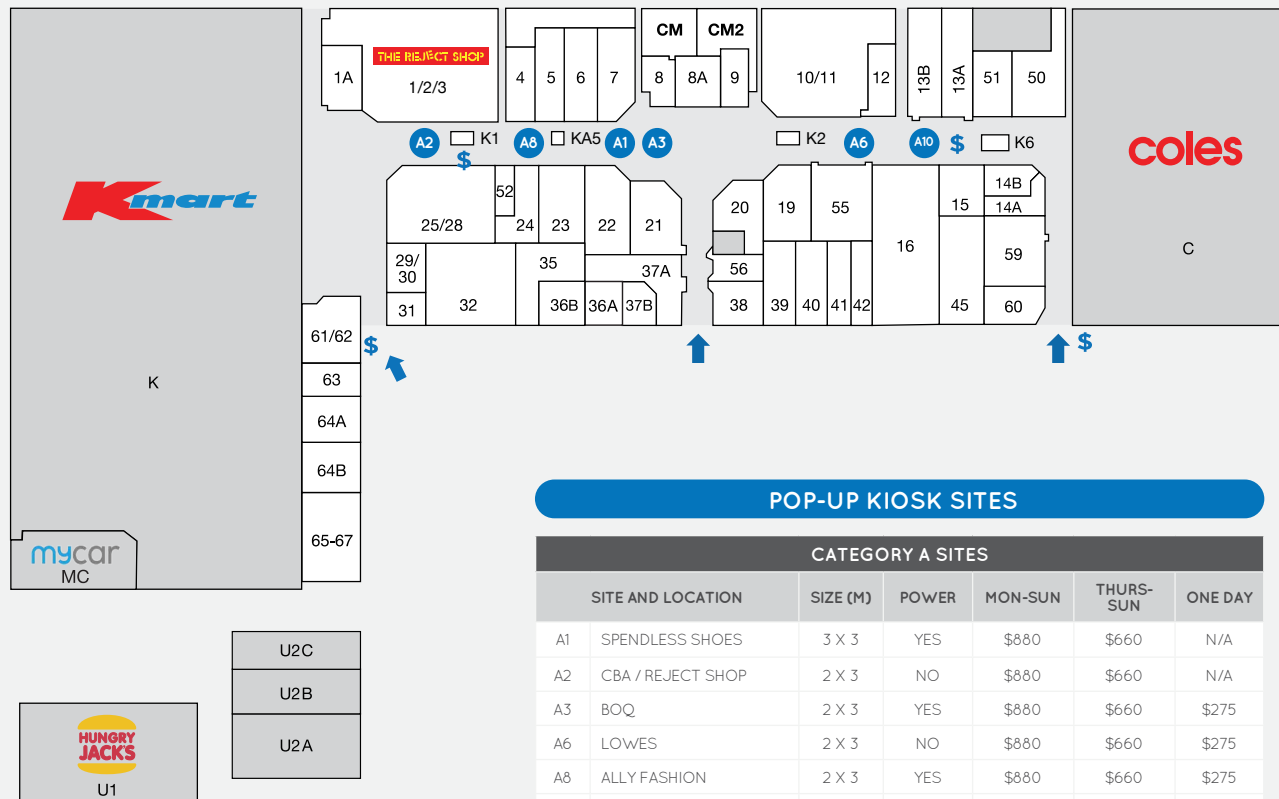 CM
CM2
THE REJECT SHOP
1A
1/2/3
4
5
6
7
8
8A
9
10/11
12
13B
13A
51
50
A2
K1
$
A8
KA5
A1
A3
K2
A6
A10
$
K6
coles
C
Kmart
K
52
25/28
24
23
22
21
20
19
55
16
15
14B
14A
29/
30
31
32
35
36B
36A
37A
37B
56
38
39
40
41
42
45
59
60
61/62
$
$
63
64A
64B
65-67
mycar
MC
U2C
U2B
U2A
HUNGRY
JACK'S
U1
POP-UP KIOSK SITES
CATEGORY A SITES
SITE AND LOCATION SIZE (M) POWER MON-SUN THURS-
SUN ONE DAY
A1 SPENDLESS SHOES 3 X 3 YES $880 $660 N/A
A2 CBA / REJECT SHOP 2 X 3 NO $880 $660 N/A
A3 BOQ 2 X 3 YES $880 $660 $275
A6 LOWES 2 X 3 NO $880 $660 $275
A8 ALLY FASHION 2 X 3 YES $880 $660 $275